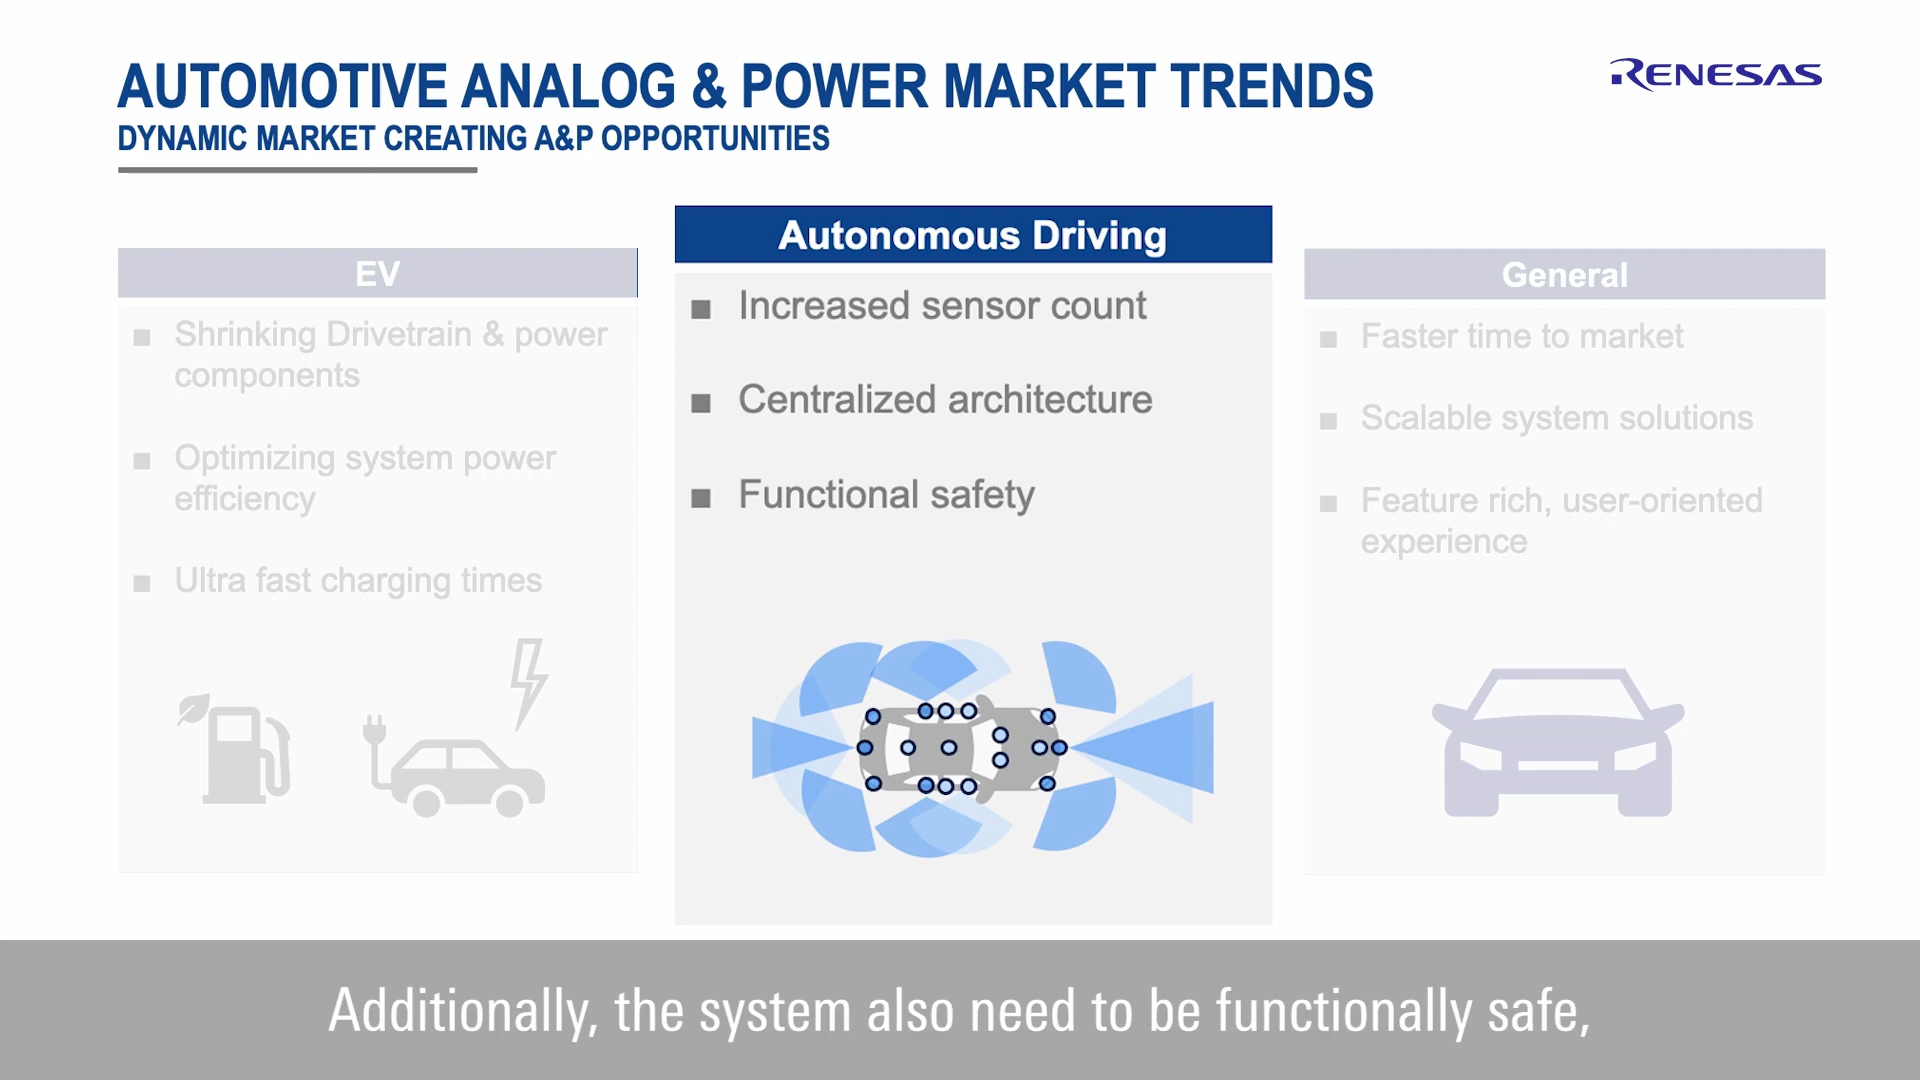 AUTOMOTIVE ANALOG & POWER MARKET TRENDS
DYNAMIC MARKET CREATING A&P OPPORTUNITIES
RENESAS
EV
■ Shrinking Drivetrain & power
components
■ Optimizing system power
efficiency
■ Ultra fast charging times
Autonomous Driving
■ Increased sensor count
■ Centralized architecture
■ Functional safety
General
■ Faster time to market
■ Scalable system solutions
■ Feature rich, user-oriented
experience
Additionally, the system also need to be functionally safe,